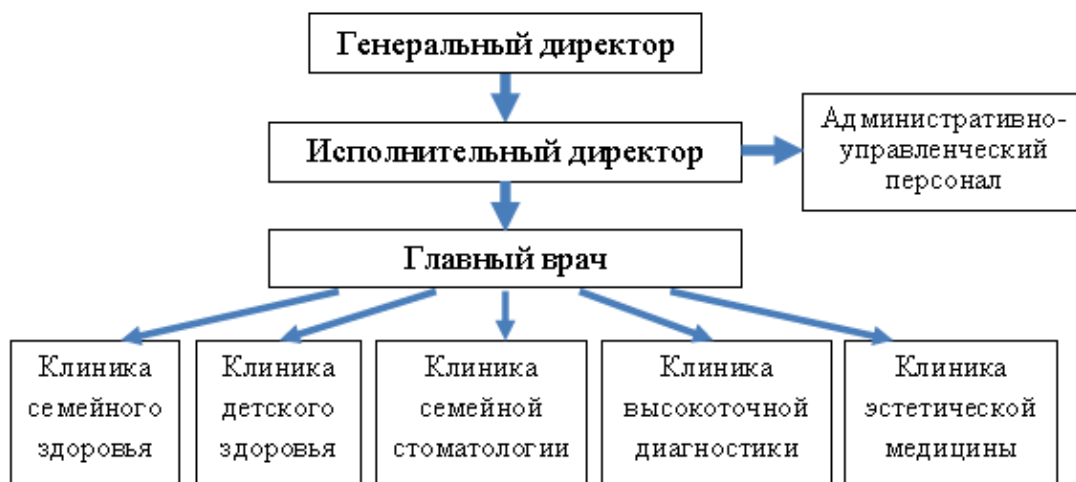 Генеральный директор
Административно-
управленческий
персонал
Исполнительный директор
Главный врач
Клиника
семейного
здоровья
Клиника
детского
здоровья
Клиника
семейной
стоматологии
Клиника
высокоточной
диагностики
Клиника
эстетической
медицины